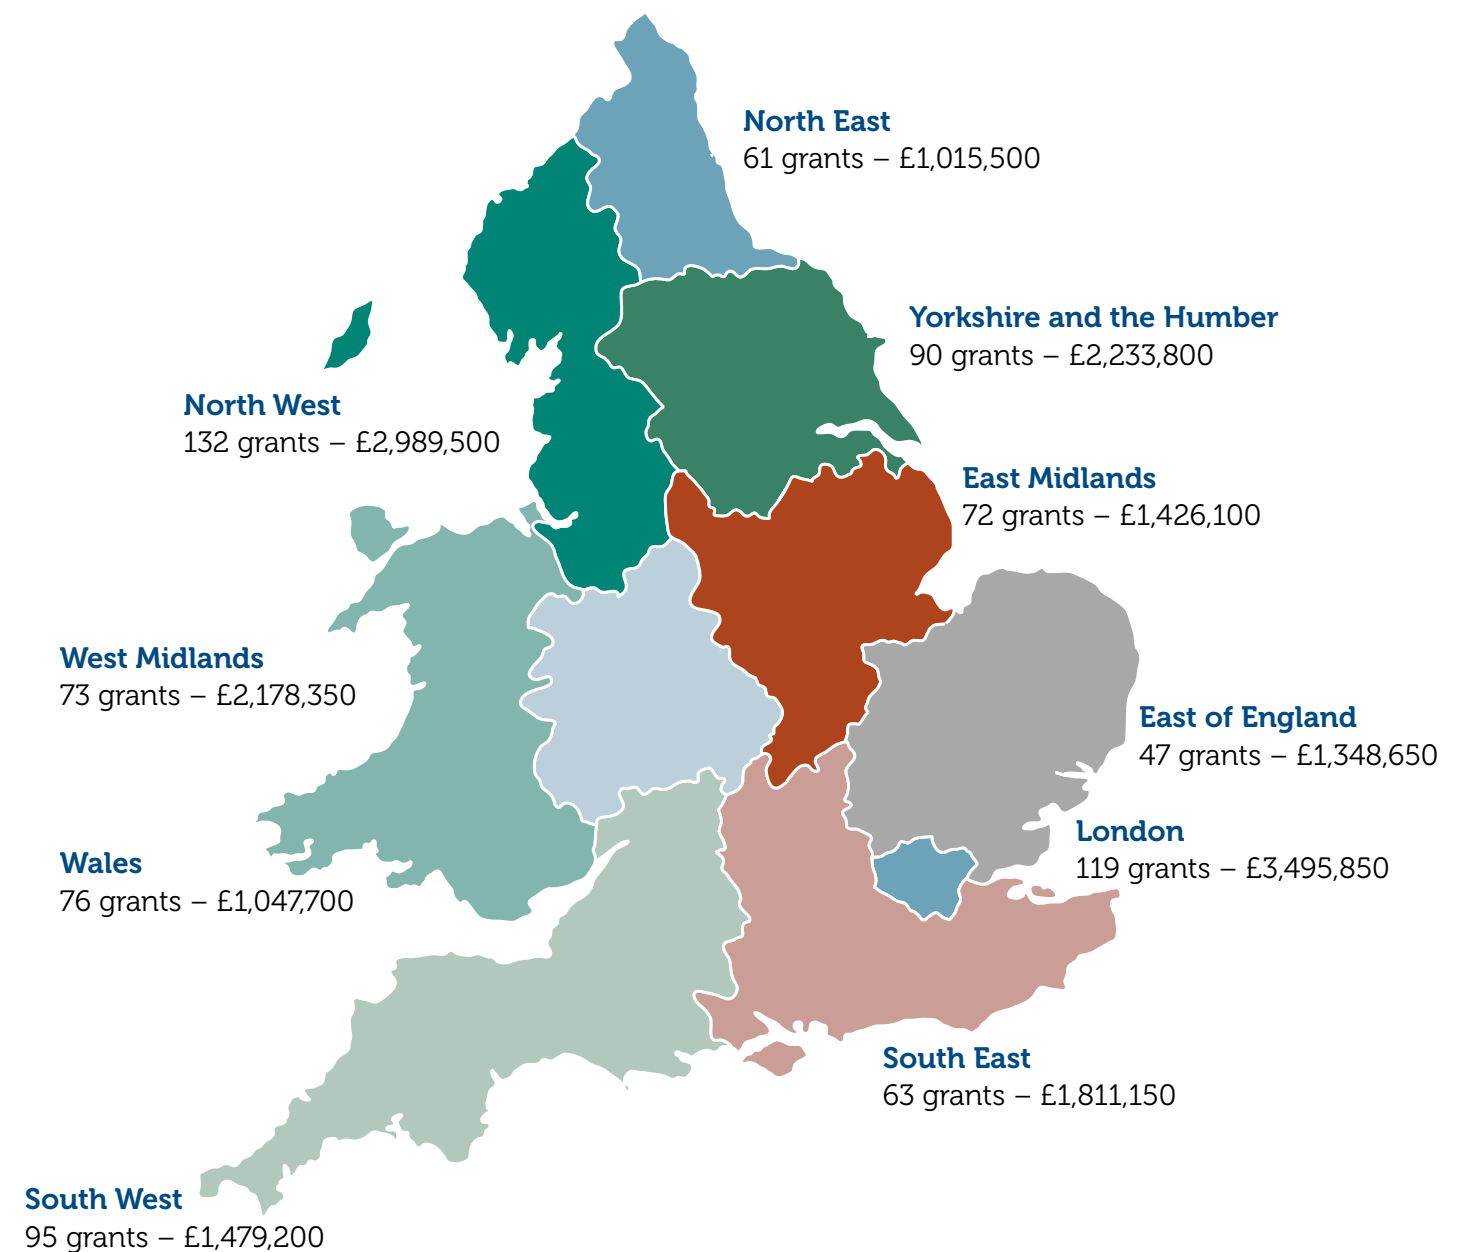 North East
61 grants – £1,015,500
Yorkshire and the Humber
90 grants – £2,233,800
North West
132 grants – £2,989,500
East Midlands
72 grants – £1,426,100
West Midlands
73 grants – £2,178,350
East of England
47 grants – £1,348,650
London
119 grants – £3,495,850
Wales
76 grants – £1,047,700
South East
63 grants – £1,811,150
South West
95 grants – £1,479,200